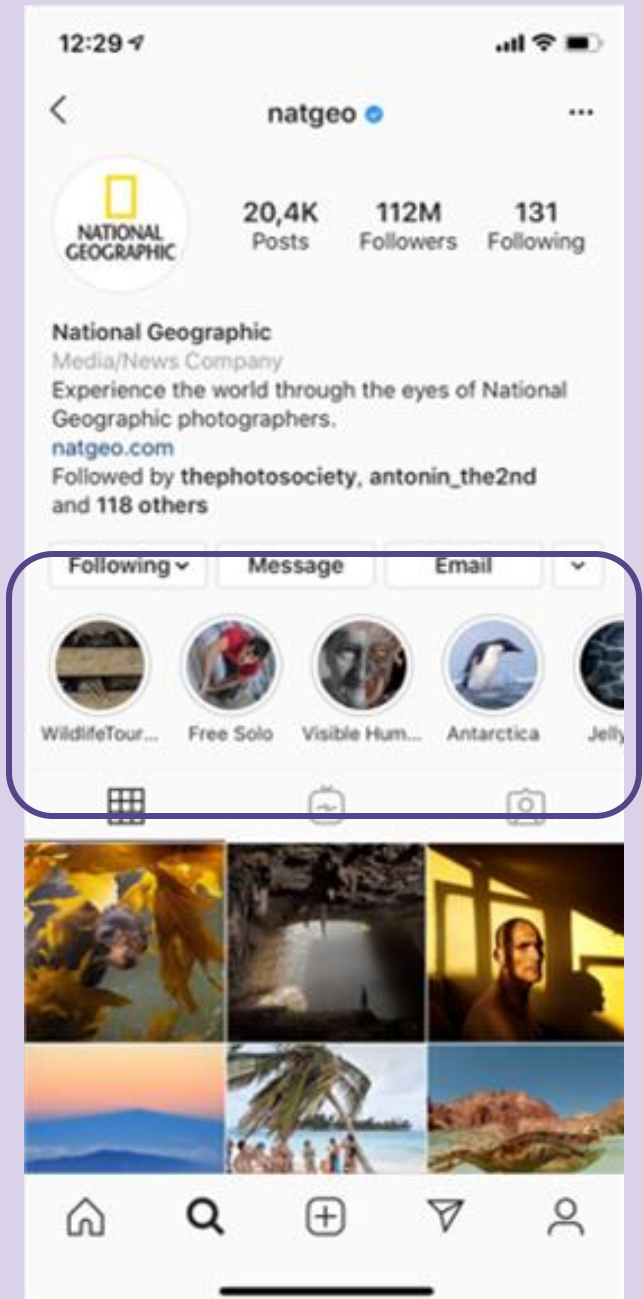 12:29
natgeo
NATIONAL
GEOGRAPHIC
20,4K 112M 131
Posts Followers Following
National Geographic
Media/News Company
Experience the world through the eyes of National
Geographic photographers.
natgeo.com
Followed by thephotosociety, antonin_the2nd
and 118 others
Following Message Email
WildlifeTour... Free Solo Visible Hum... Antarctica Jelly